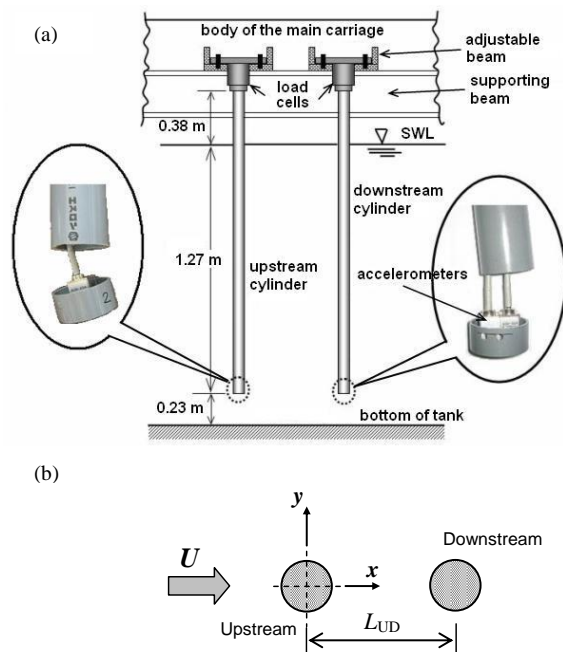 (a)
body of the main carriage
adjustable
beam
supporting
beam
load
cells
0.38 m
SWL
downstream
cylinder
1.27 m
upstream
cylinder
accelerometers
2
0.23 m
bottom of tank
(b)
y
U
x
Downstream
Upstream
LUD